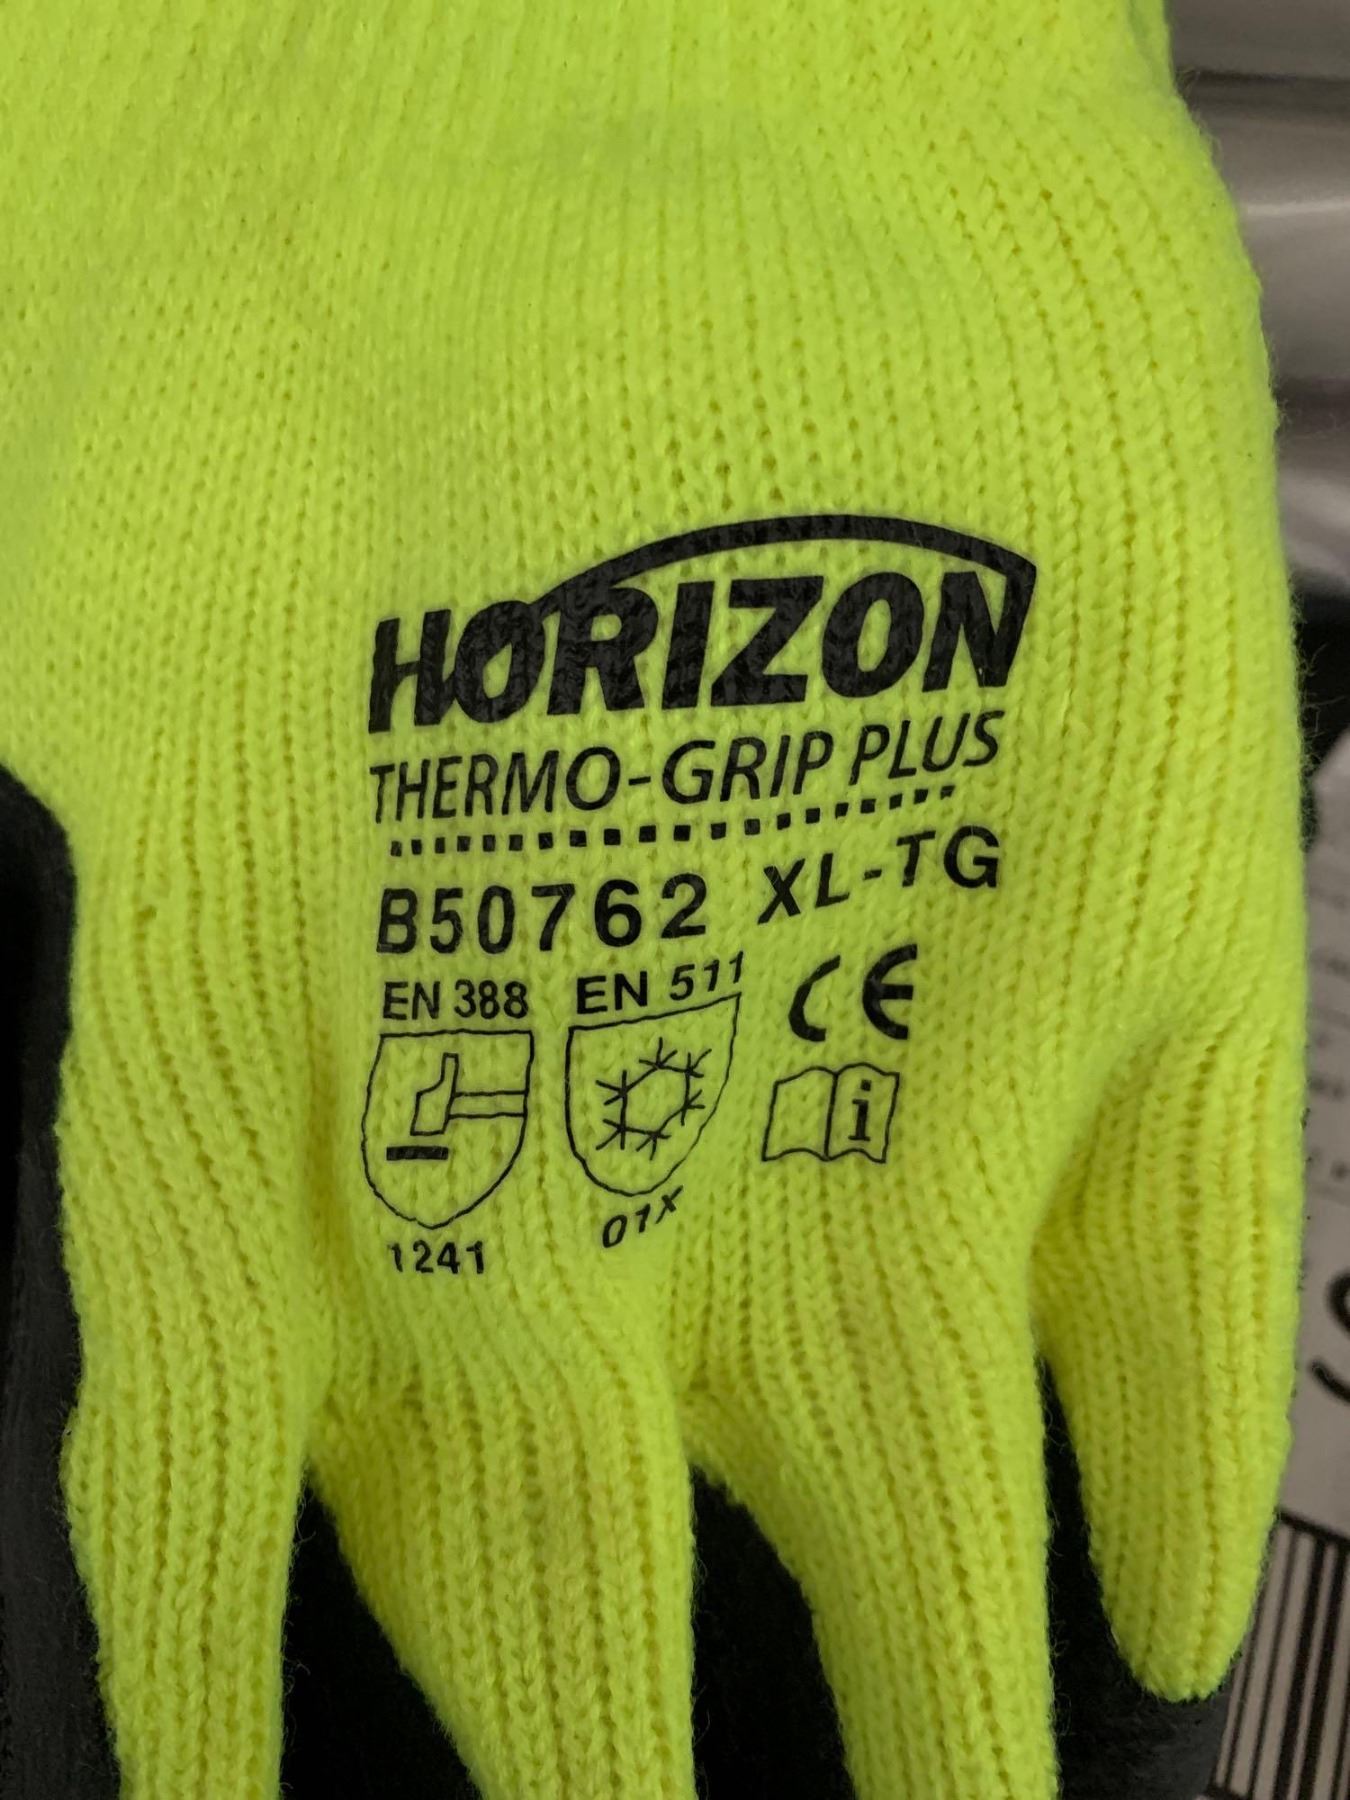 HORIZON
THERMO-GRIP PLUS
B50762 XL-TG
EN 388 EN 511 CE
i
1241 01X